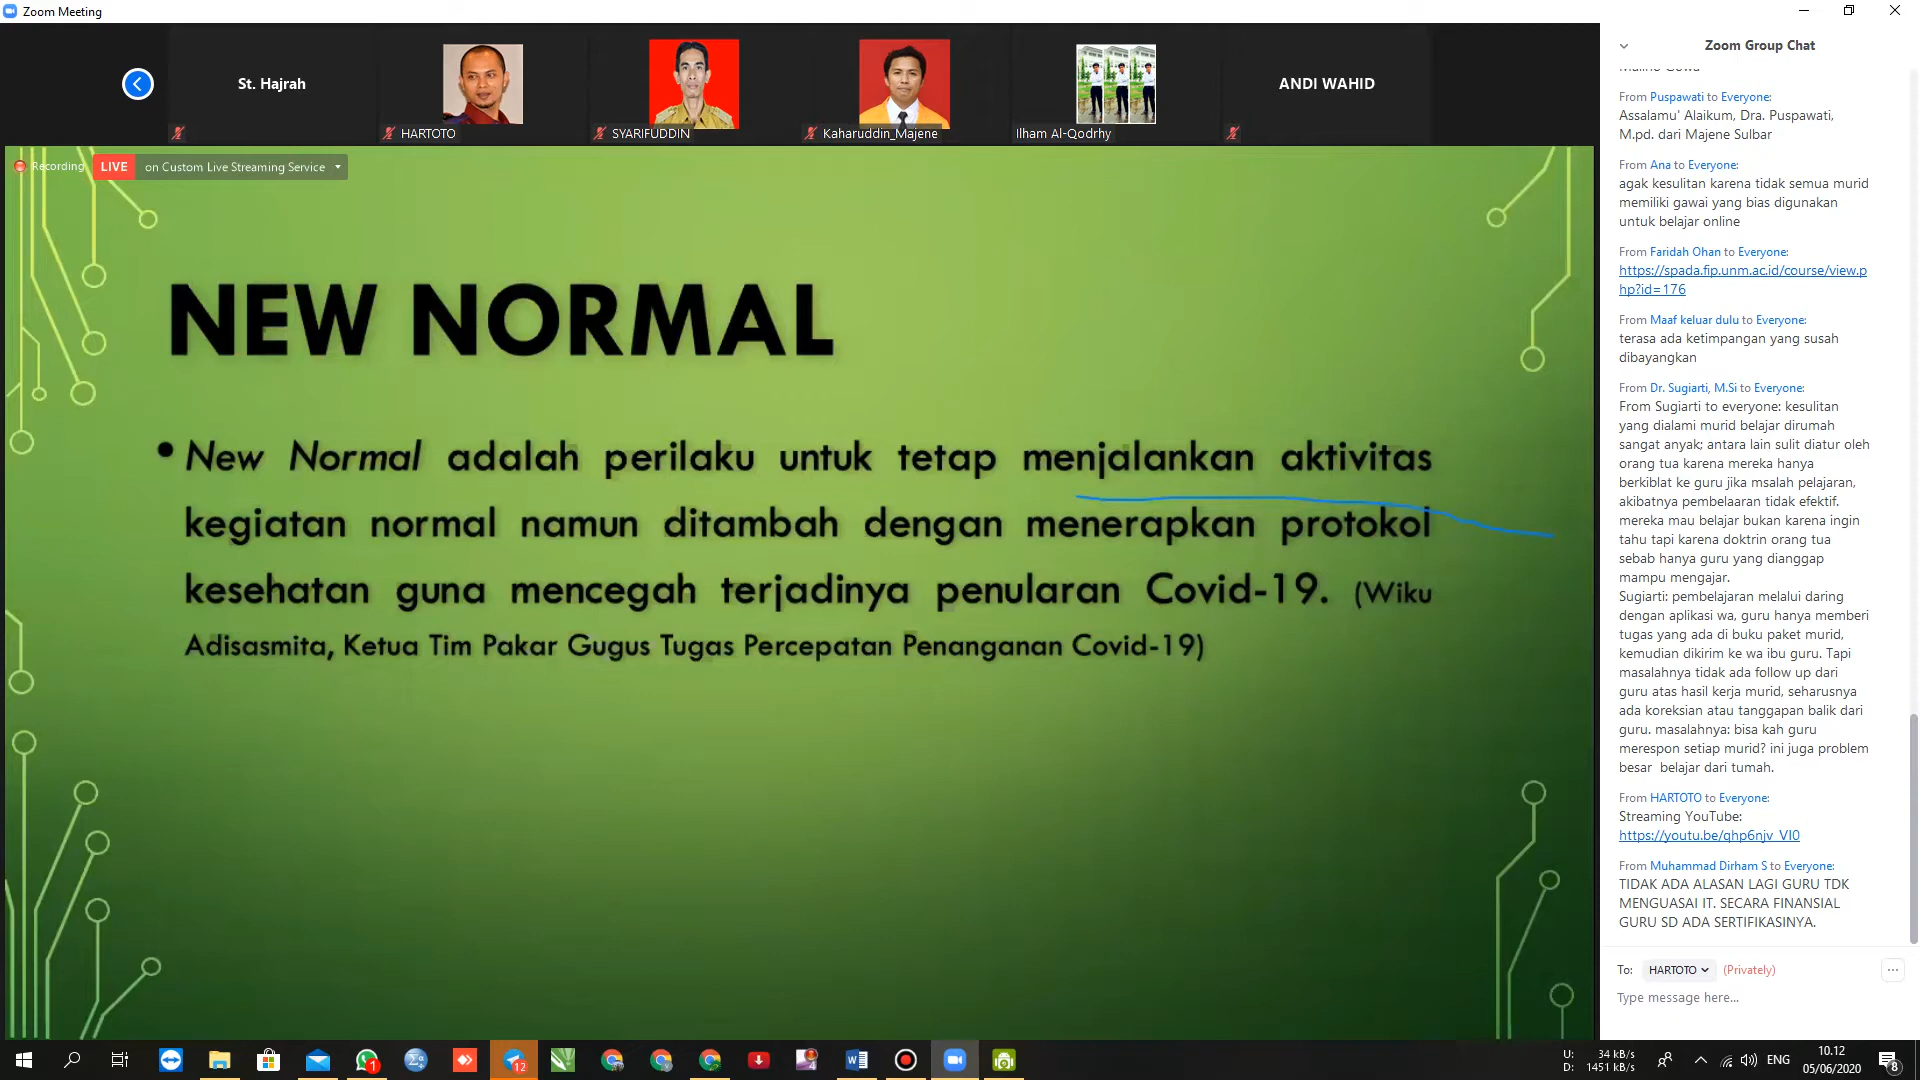 Zoom Meeting
St. Hajrah
HARTOTO
SYARIFUDDIN
Kaharuddin_Majene
Ilham Al-Qodrhy
ANDI WAHID
Recording
LIVE on Custom Live Streaming Service
NEW NORMAL
• New Normal adalah perilaku untuk tetap menjalankan aktivitas
kegiatan normal namun ditambah dengan menerapkan protokol
kesehatan guna mencegah terjadinya penularan Covid-19. (Wiku
Adisasmita, Ketua Tim Pakar Gugus Tugas Percepatan Penanganan Covid-19)
Zoom Group Chat
From Puspawati to Everyone:
Assalamu' Alaikum, Dra. Puspawati,
M.pd. dari Majene Sulbar
From Ana to Everyone:
agak kesulitan karena tidak semua murid
memiliki gawai yang bias digunakan
untuk belajar online
From Faridah Ohan to Everyone:
https://spada.fip.unm.ac.id/course/view.p
hp?id=176
From Maaf keluar dulu to Everyone:
terasa ada ketimpangan yang susah
dibayangkan
From Dr. Sugiarti, M.Si to Everyone:
From Sugiarti to everyone: kesulitan
yang dialami murid belajar dirumah
sangat anyak; antara lain sulit diatur oleh
orang tua karena mereka hanya
berkiblat ke guru jika msalah pelajaran,
akibatnya pembelaaran tidak efektif.
mereka mau belajar bukan karena ingin
tahu tapi karena doktrin orang tua
sebab hanya guru yang dianggap
mampu mengajar.
Sugiarti: pembelajaran melalui daring
dengan aplikasi wa, guru hanya memberi
tugas yang ada di buku paket murid,
kemudian dikirim ke wa ibu guru. Tapi
masalahnya tidak ada follow up dari
guru atas hasil kerja murid, seharusnya
ada koreksian atau tanggapan balik dari
guru. masalahnya: bisa kah guru
merespon setiap murid? ini juga problem
besar  belajar dari tumah.
From HARTOTO to Everyone:
Streaming YouTube:
https://youtu.be/qhp6njv_VI0
From Muhammad Dirham S to Everyone:
TIDAK ADA ALASAN LAGI GURU TDK
MENGUASAI IT. SECARA FINANSIAL
GURU SD ADA SERTIFIKASINYA.
To: HARTOTO (Privately)
Type message here...
1
12
U: 34 kB/s
D: 1451 kB/s
ENG
10.12
05/06/2020
8